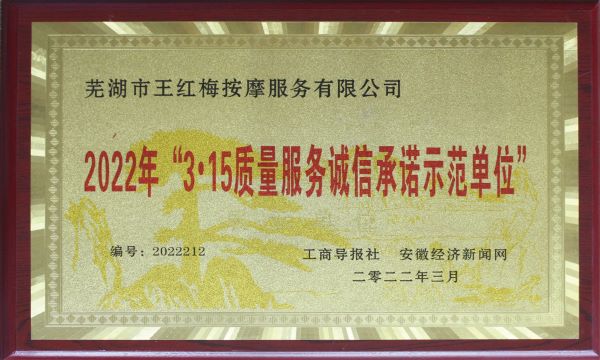 芜湖市王红梅按摩服务有限公司
2022年“3·15质量服务诚信承诺示范单位”
编号：2022212
工商导报社 安徽经济新闻网
二零二二年三月